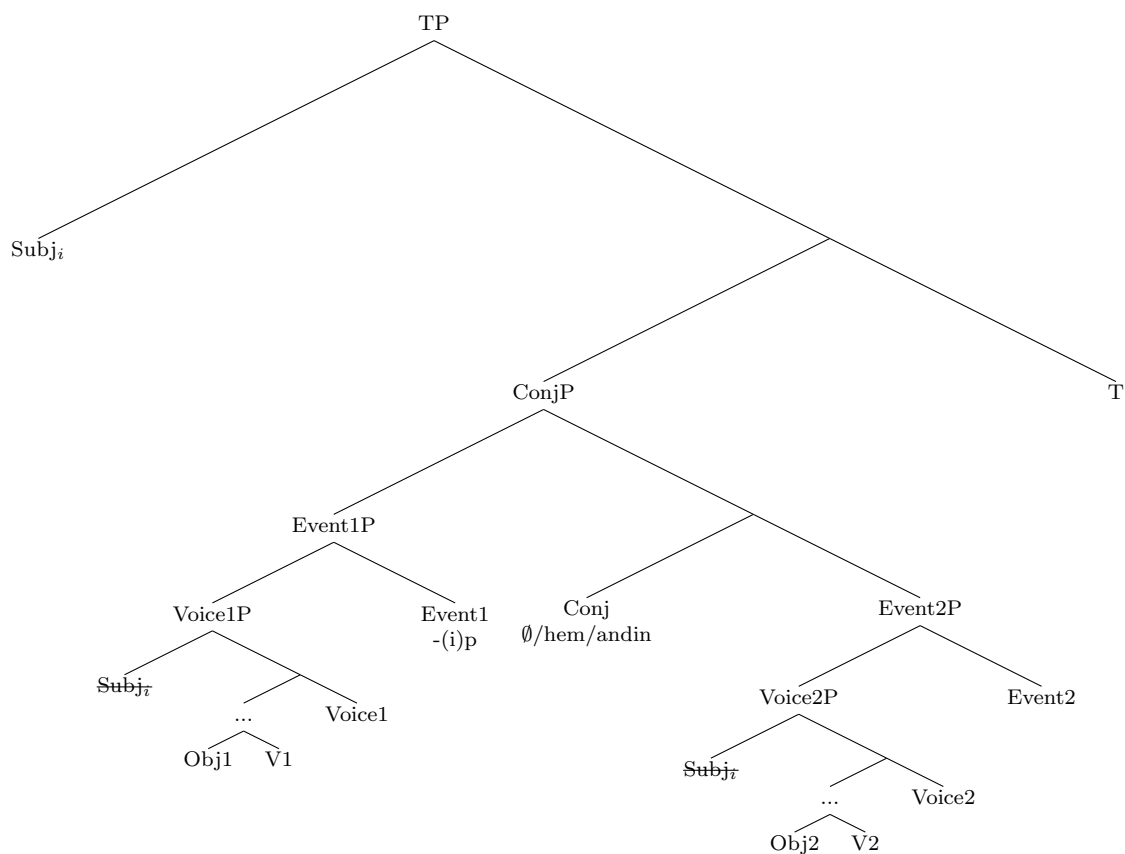 TP
Subj_i
ConjP
T
Event1P
Voice1P
Event1
-(i)p
Conj
∅/hem/andin
Event2P
Subj_i
...
Voice1
Voice2P
Event2
Obj1 V1
Subj_i
...
Voice2
Obj2 V2